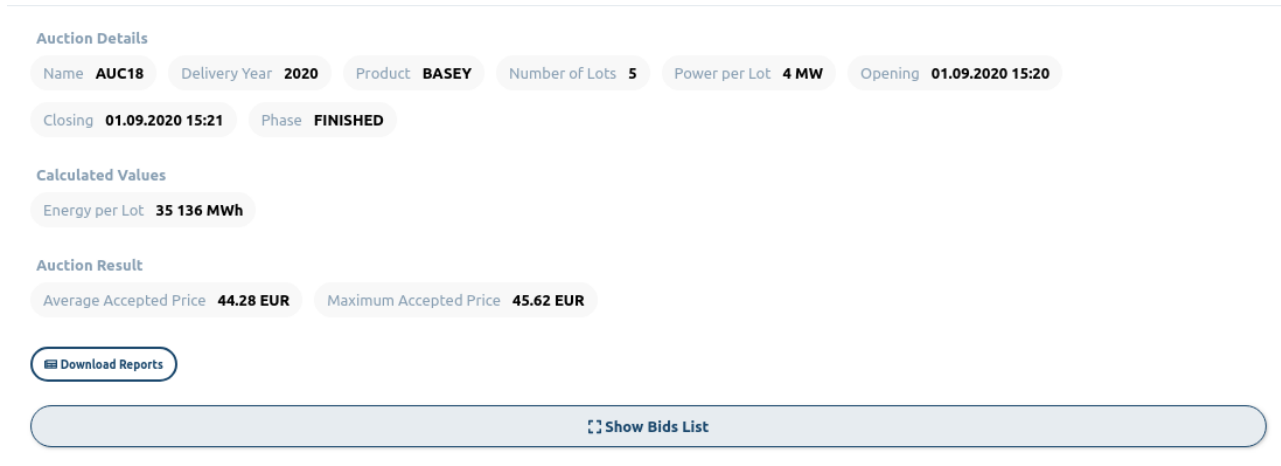 Auction Details
Name AUC18 Delivery Year 2020 Product BASEY Number of Lots 5 Power per Lot 4 MW Opening 01.09.2020 15:20
Closing 01.09.2020 15:21 Phase FINISHED
Calculated Values
Energy per Lot 35 136 MWh
Auction Result
Average Accepted Price 44.28 EUR Maximum Accepted Price 45.62 EUR
Download Reports
Show Bids List